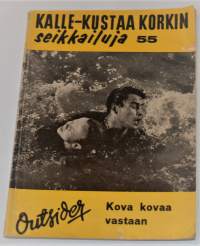 KALLE-KUSTAA KORKIN
seikkailuja 55
Outsider
Kova kovaa
vastaan